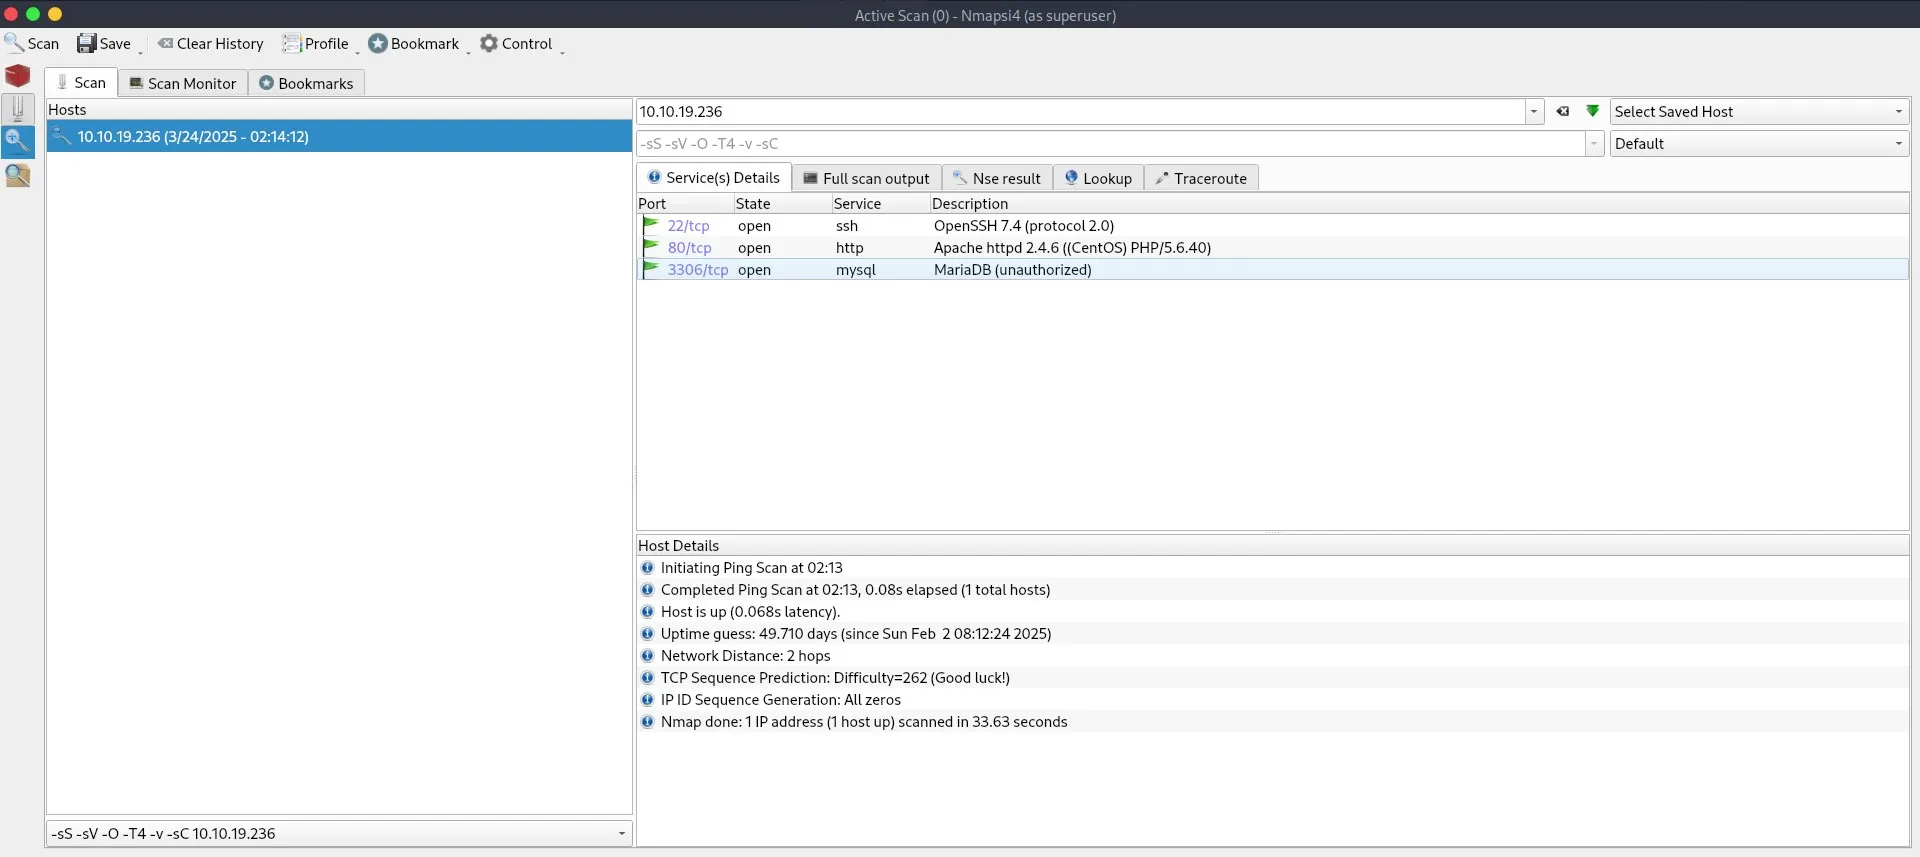 Active Scan (0) - Nmapsi4 (as superuser)
Scan Save Clear History Profile Bookmark Control
Scan Scan Monitor Bookmarks
Hosts
10.10.19.236 (3/24/2025 - 02:14:12)
-sS -sV -O -T4 -v -sC 10.10.19.236
10.10.19.236 Select Saved Host
-sS -sV -O -T4 -v -sC Default
Service(s) Details Full scan output Nse result Lookup Traceroute
Port State Service Description
22/tcp open ssh OpenSSH 7.4 (protocol 2.0)
80/tcp open http Apache httpd 2.4.6 ((CentOS) PHP/5.6.40)
3306/tcp open mysql MariaDB (unauthorized)
Host Details
Initiating Ping Scan at 02:13
Completed Ping Scan at 02:13, 0.08s elapsed (1 total hosts)
Host is up (0.068s latency).
Uptime guess: 49.710 days (since Sun Feb  2 08:12:24 2025)
Network Distance: 2 hops
TCP Sequence Prediction: Difficulty=262 (Good luck!)
IP ID Sequence Generation: All zeros
Nmap done: 1 IP address (1 host up) scanned in 33.63 seconds